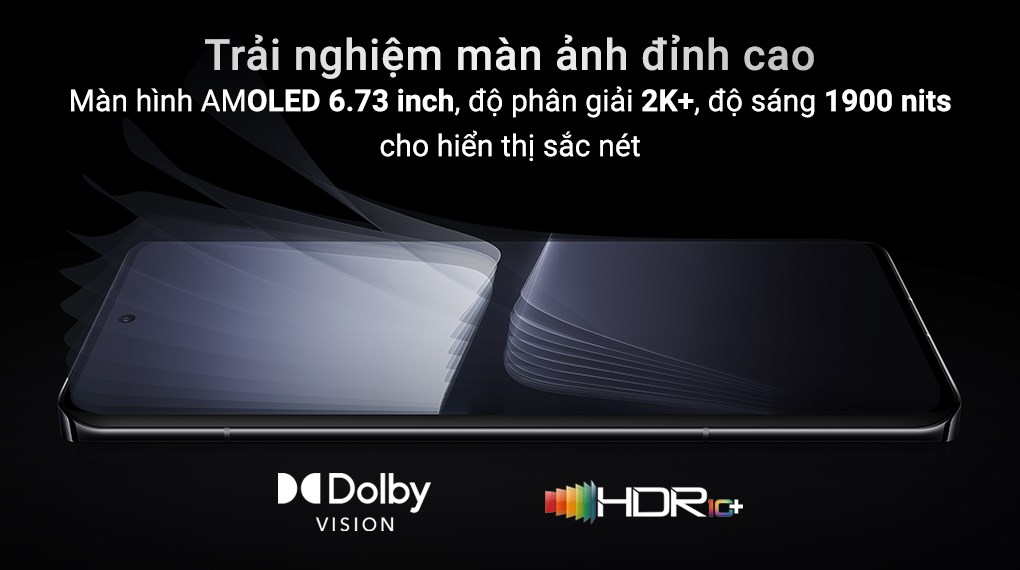 Trải nghiệm màn ảnh đỉnh cao
Màn hình AMOLED 6.73 inch, độ phân giải 2K+, độ sáng 1900 nits
cho hiển thị sắc nét
Dolby
VISION
HDR10+